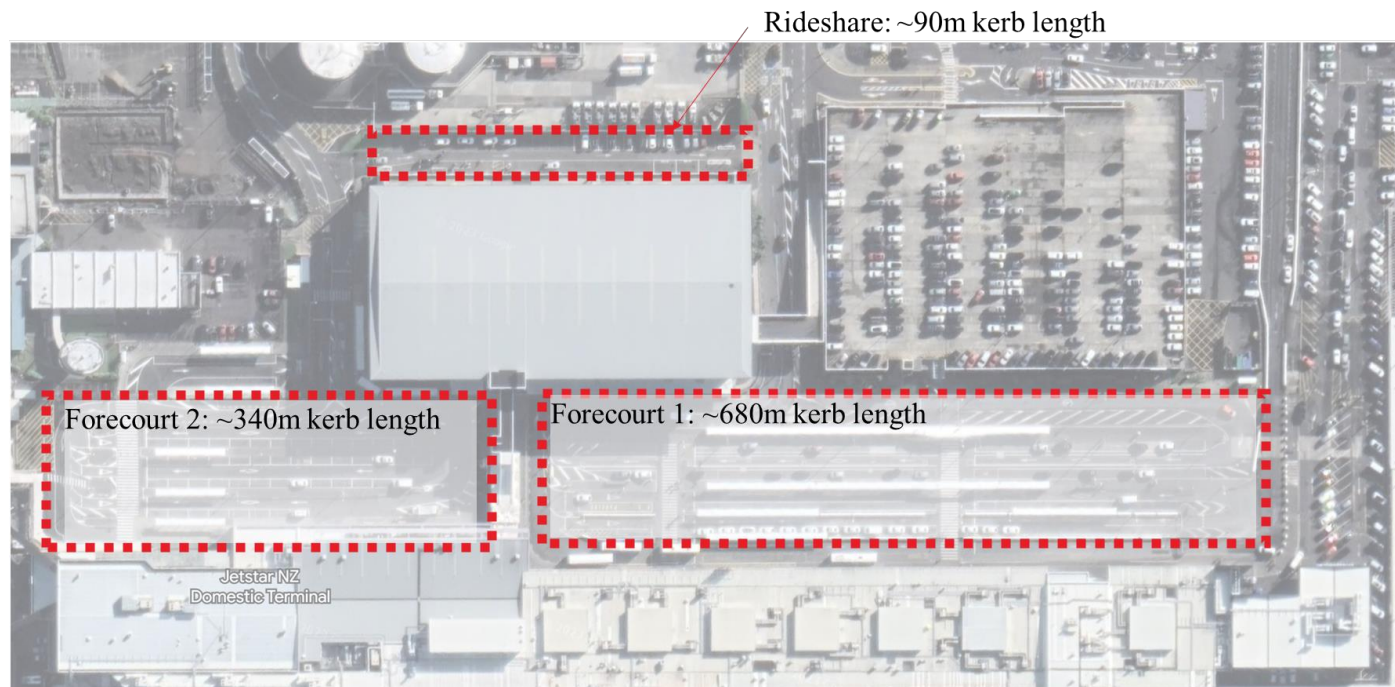 Rideshare: ~90m kerb length
Forecourt 2: ~340m kerb length
Forecourt 1: ~680m kerb length
Jetstar NZ
Domestic Terminal